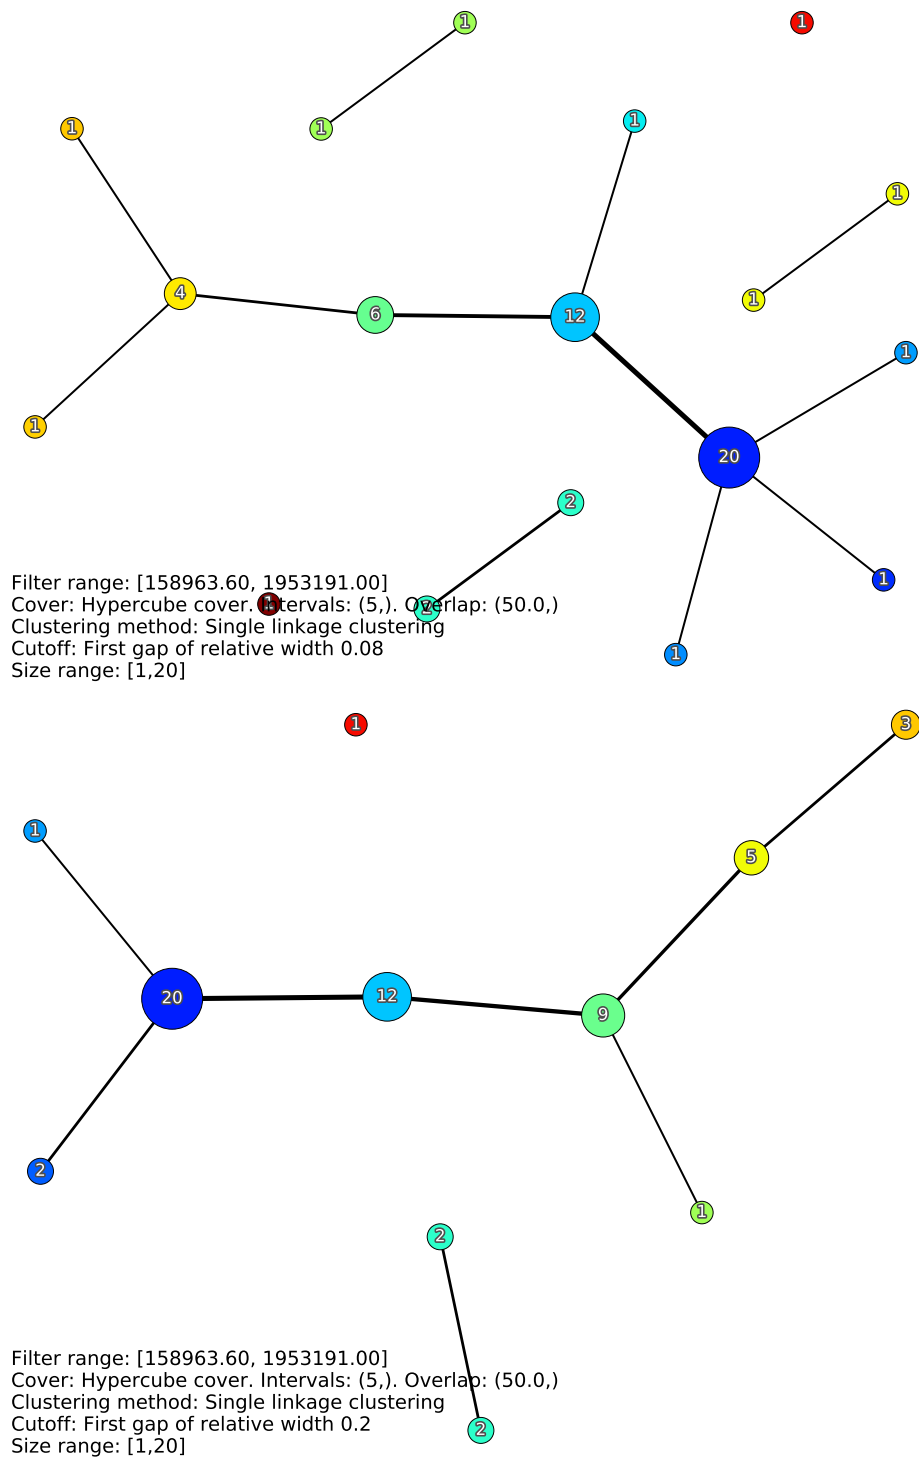 1
1
1
1
1
1
4
1
6
12
1
1
20
2
1
Filter range: [158963.60, 1953191.00]
1
2
Cover: Hypercube cover. Intervals: (5,). Overlap: (50.0,)
Clustering method: Single linkage clustering
Cutoff: First gap of relative width 0.08
1
Size range: [1,20]
1
3
1
5
20
12
9
2
1
2
Filter range: [158963.60, 1953191.00]
Cover: Hypercube cover. Intervals: (5,). Overlap: (50.0,)
Clustering method: Single linkage clustering
Cutoff: First gap of relative width 0.2
2
Size range: [1,20]